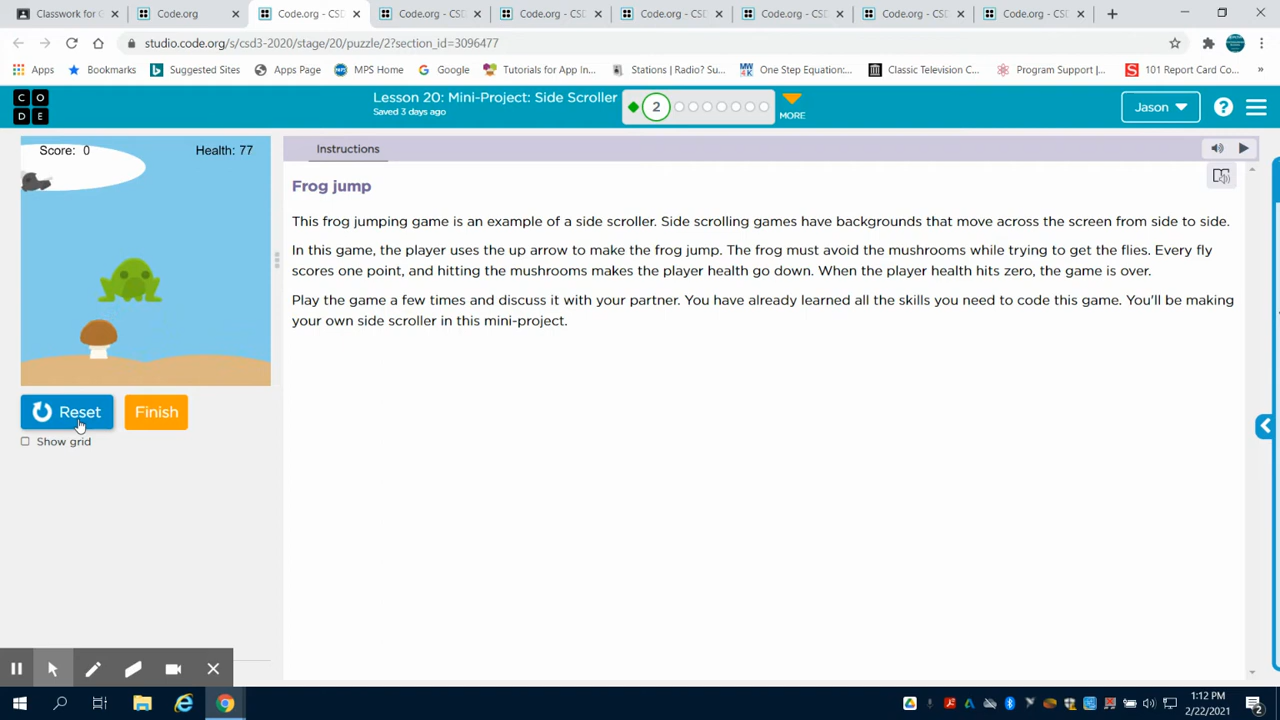 Classwork for G
Code.org
Code.org - CSD
Code.org - CSD
Code.org - CSD
Code.org - CSD
Code.org - CSD
Code.org - CSD
Code.org - CSD
studio.code.org/s/csd3-2020/stage/20/puzzle/2?section_id=3096477
Apps
Bookmarks
Suggested Sites
Apps Page
MPS Home
Google
Tutorials for App In...
Stations | Radio? Su...
One Step Equation:...
Classic Television C...
Program Support |...
101 Report Card Co...
»
C O
D E
Lesson 20: Mini-Project: Side Scroller
Saved 3 days ago
2
MORE
Jason
?
Score: 0
Health: 77
Instructions
Frog jump
This frog jumping game is an example of a side scroller. Side scrolling games have backgrounds that move across the screen from side to side.
In this game, the player uses the up arrow to make the frog jump. The frog must avoid the mushrooms while trying to get the flies. Every fly
scores one point, and hitting the mushrooms makes the player health go down. When the player health hits zero, the game is over.
Play the game a few times and discuss it with your partner. You have already learned all the skills you need to code this game. You'll be making
your own side scroller in this mini-project.
Reset
Finish
Show grid
1:12 PM
2/22/2021
2